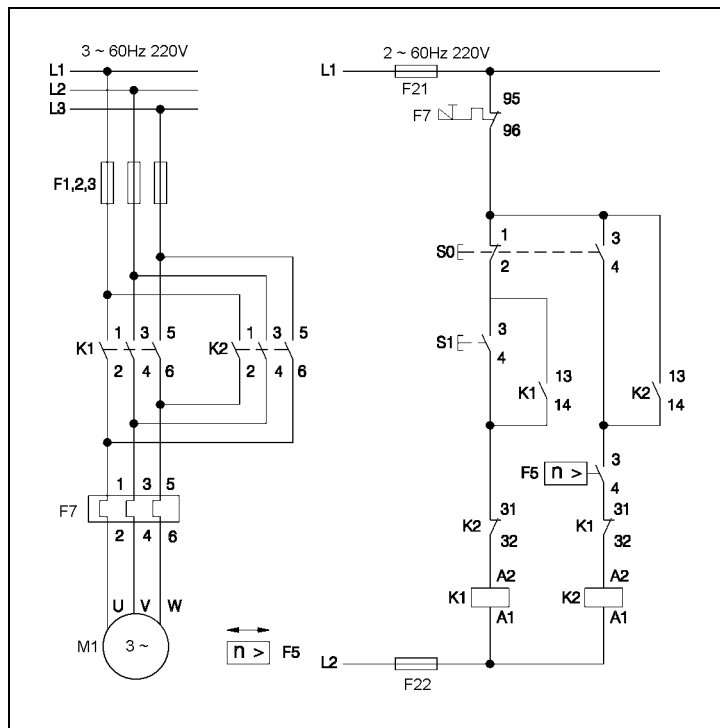 3 ~ 60Hz 220V
L1
L2
L3
F1,2,3
K1
1 3 5
2 4 6
K2
1 3 5
2 4 6
F7
1 3 5
2 4 6
U V W
M1
3 ~
n > F5
2 ~ 60Hz 220V
L1
F21
F7
95
96
S0
1
2
3
4
S1
3
4
K1
13
14
K2
13
14
F5
n >
3
4
K2
31
32
K1
31
32
K1
A2
A1
K2
A2
A1
L2
F22